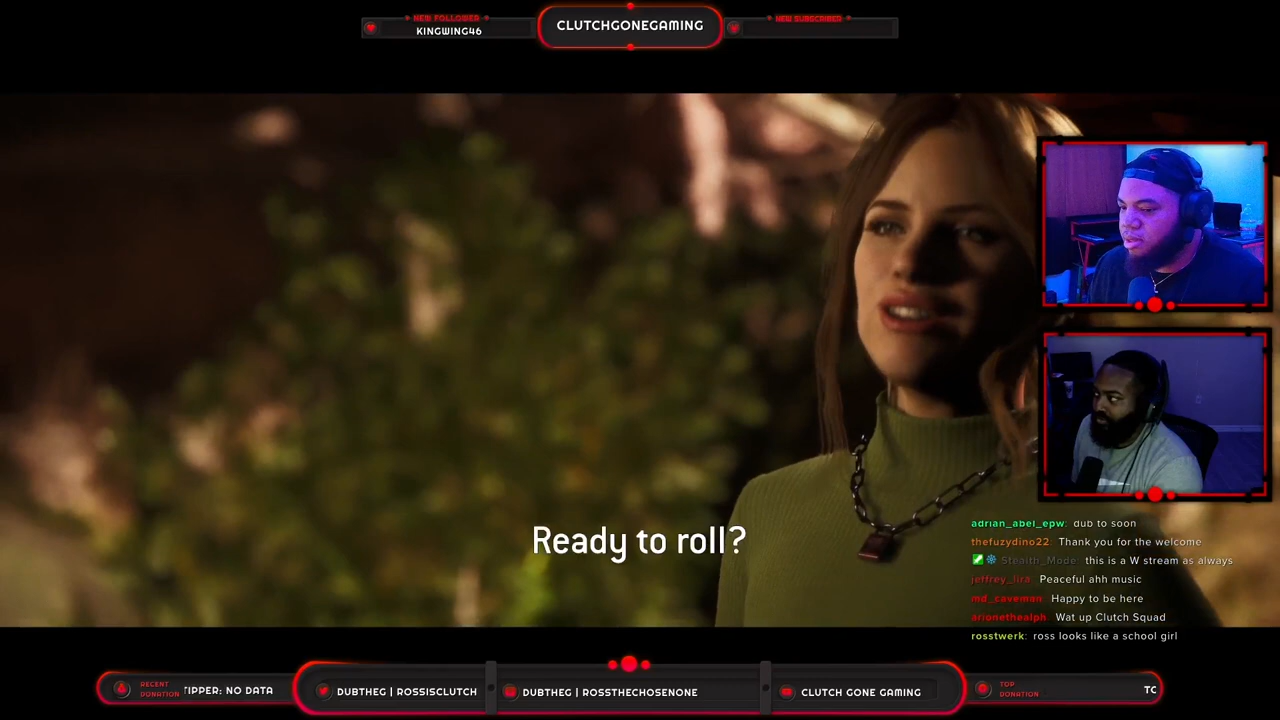 NEW FOLLOWER
KINGWING46
CLUTCHGONEGAMING
NEW SUBSCRIBER
Ready to roll?
adrian_abel_epw: dub to soon
thefuzydino22: Thank you for the welcome
Stealth_Mode: this is a W stream as always
jeffrey_lira: Peaceful ahh music
md_caveman: Happy to be here
arionethealph: Wat up Clutch Squad
rosstwerk: ross looks like a school girl
RECENT DONATION
TIPPER: NO DATA
DUBTHEG | ROSSISCLUTCH
DUBTHEG | ROSSTHECHOSENONE
CLUTCH GONE GAMING
TOP DONATION
TO